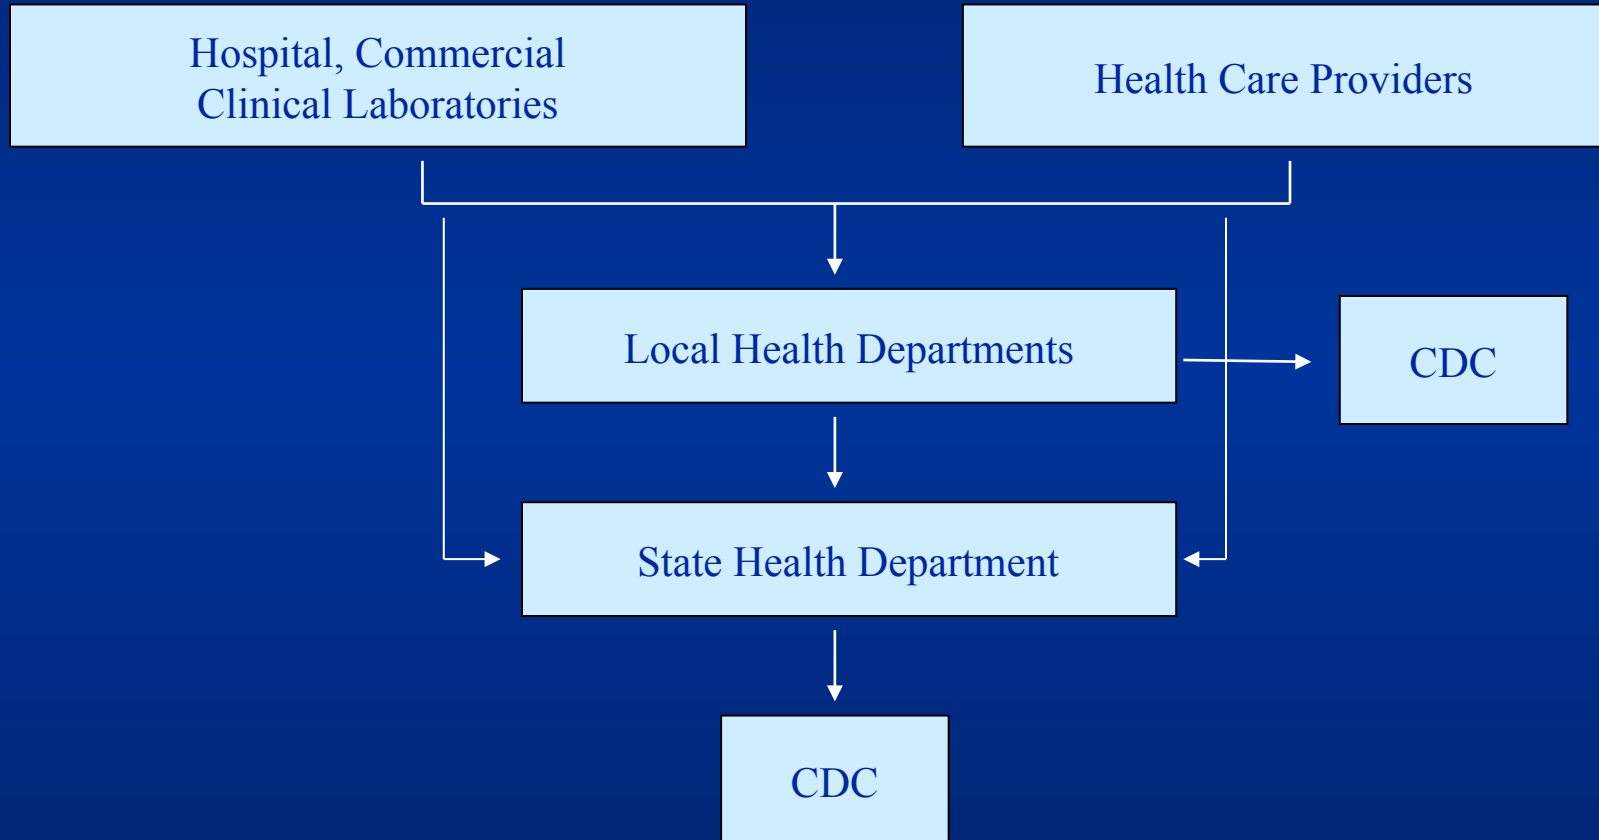 Hospital, Commercial
Clinical Laboratories
Health Care Providers
Local Health Departments
CDC
State Health Department
CDC